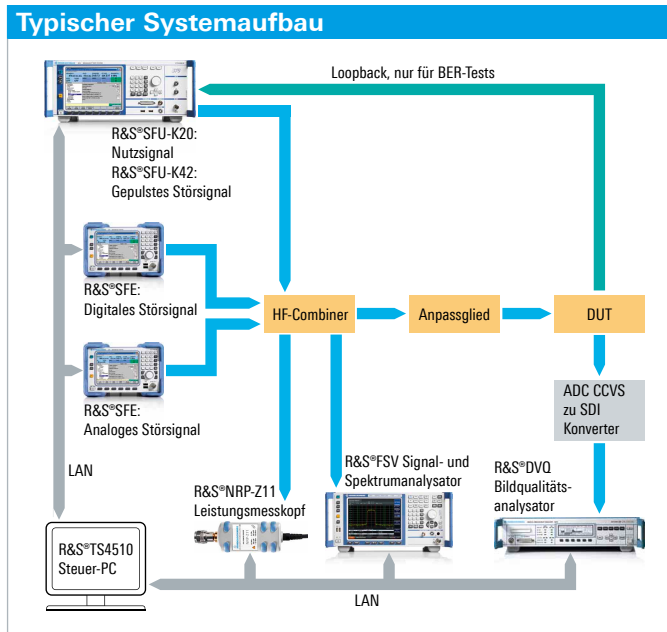 Typischer Systemaufbau
Loopback, nur für BER-Tests
R&S®SFU-K20:
Nutzsignal
R&S®SFU-K42:
Gepulstes Störsignal
R&S®SFE:
Digitales Störsignal
HF-Combiner
Anpassglied
DUT
R&S®SFE:
Analoges Störsignal
ADC CCVS
zu SDI
Konverter
LAN
R&S®NRP-Z11
Leistungsmesskopf
R&S®FSV Signal- und
Spektrumanalysator
R&S®DVQ
Bildqualitäts-
analysator
R&S®TS4510
Steuer-PC
LAN